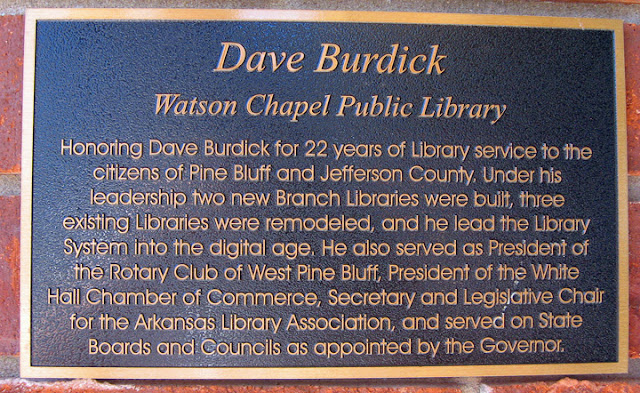 Dave Burdick
Watson Chapel Public Library
Honoring Dave Burdick for 22 years of Library service to the
citizens of Pine Bluff and Jefferson County. Under his
leadership two new Branch Libraries were built, three
existing Libraries were remodeled, and he lead the Library
System into the digital age. He also served as President of
the Rotary Club of West Pine Bluff, President of the White
Hall Chamber of Commerce, Secretary and Legislative Chair
for the Arkansas Library Association, and served on State
Boards and Councils as appointed by the Governor.